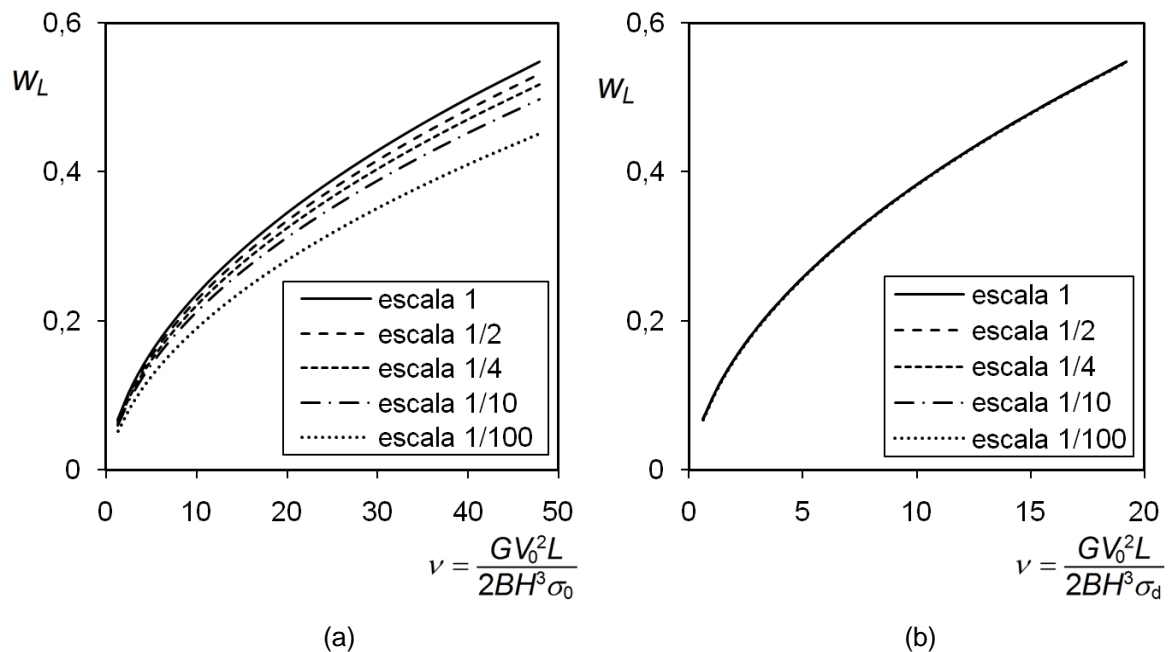 0,6
w_L
0,4
0,2
0
escala 1
escala 1/2
escala 1/4
escala 1/10
escala 1/100
0 10 20 30 40 50
ν = GV₀²L / 2BH³σ₀
(a)
0,6
w_L
0,4
0,2
0
escala 1
escala 1/2
escala 1/4
escala 1/10
escala 1/100
0 5 10 15 20
ν = GV₀²L / 2BH³σ_d
(b)